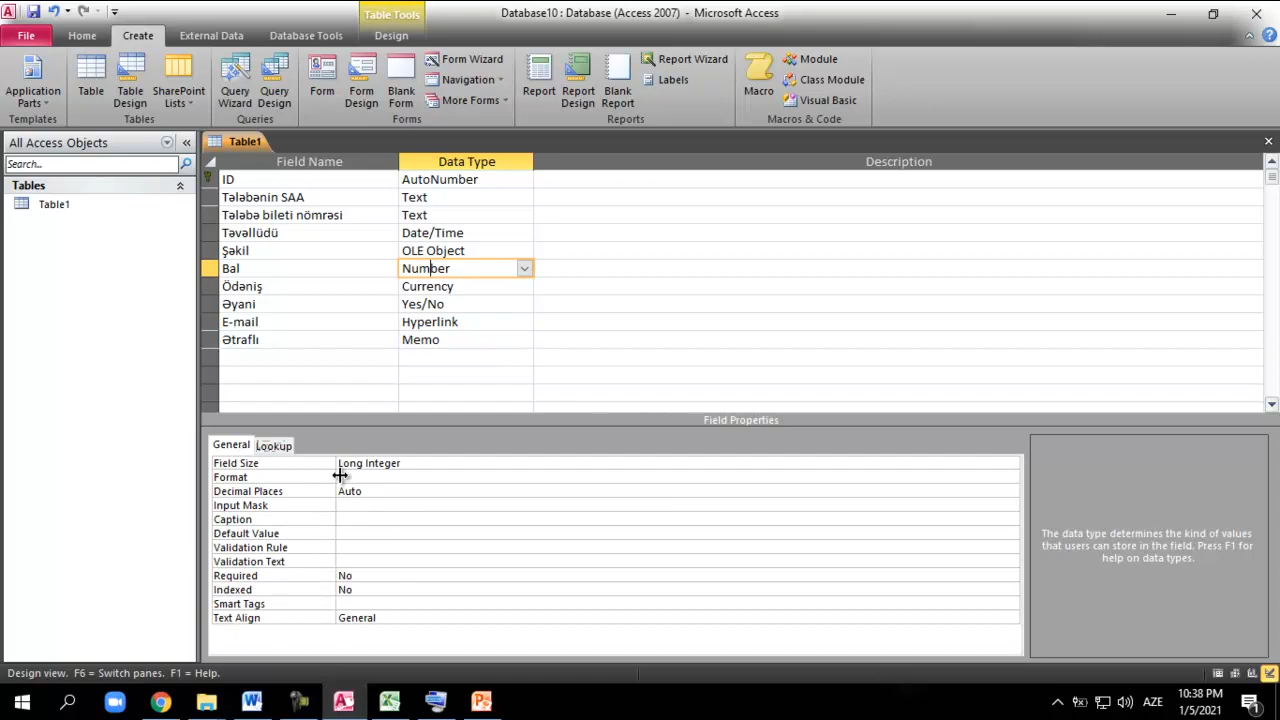 Table Tools
Database10 : Database (Access 2007) - Microsoft Access
File Home Create External Data Database Tools Design
Application Parts
Table
Table Design
SharePoint Lists
Query Wizard
Query Design
Form
Form Design
Blank Form
Form Wizard
Navigation
More Forms
Report
Report Design
Blank Report
Report Wizard
Labels
Macro
Module
Class Module
Visual Basic
Templates Tables Queries Forms Reports Macros & Code
All Access Objects
Search...
Tables
Table1
Table1
Field Name Data Type Description
ID AutoNumber
Tələbənin SAA Text
Tələbə bileti nömrəsi Text
Təvəllüdü Date/Time
Şəkil OLE Object
Bal Number
Ödəniş Currency
Əyani Yes/No
E-mail Hyperlink
Ətraflı Memo
Field Properties
General Lookup
Field Size Long Integer
Format
Decimal Places Auto
Input Mask
Caption
Default Value
Validation Rule
Validation Text
Required No
Indexed No
Smart Tags
Text Align General
The data type determines the kind of values
that users can store in the field. Press F1 for
help on data types.
Design view. F6 = Switch panes. F1 = Help.
AZE
10:38 PM
1/5/2021